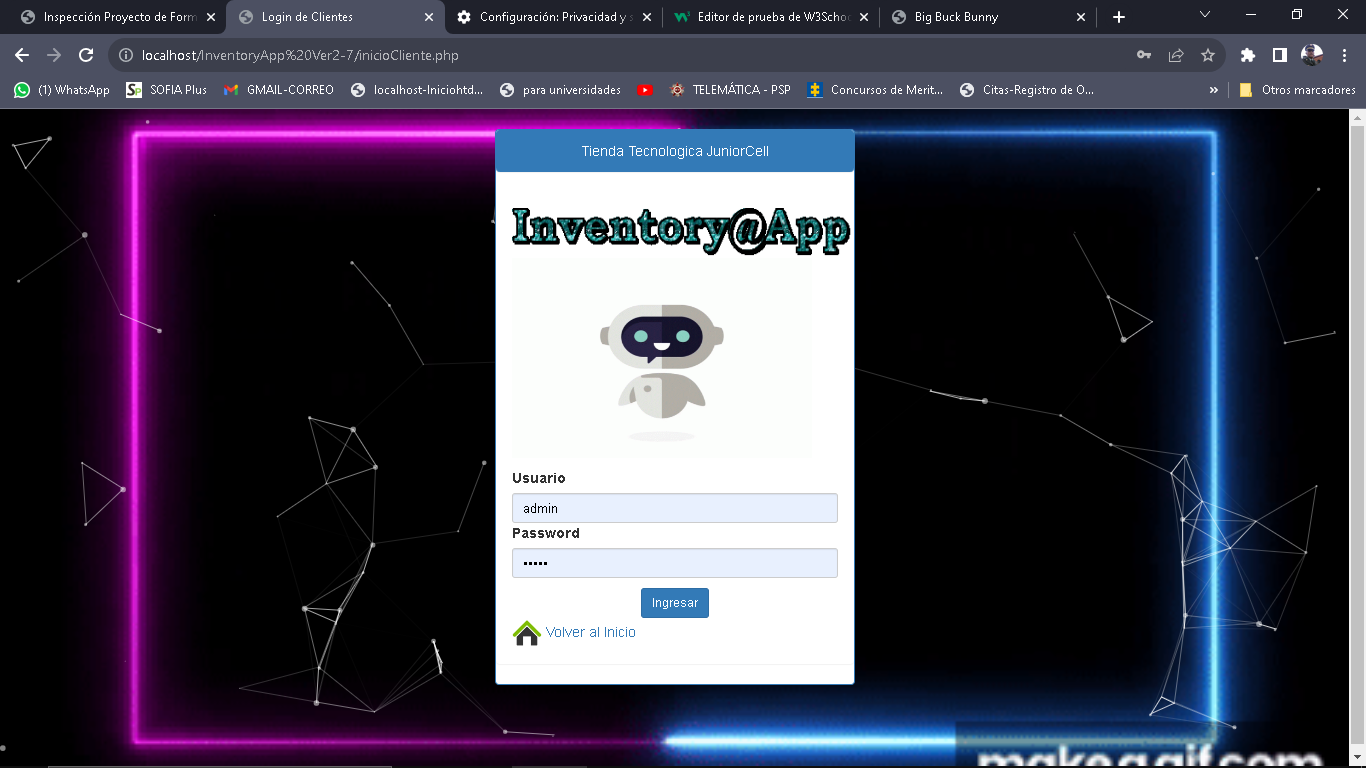 Inspección Proyecto de Form
Login de Clientes
Configuración: Privacidad y s
Editor de prueba de W3Schoo
Big Buck Bunny
localhost/InventoryApp%20Ver2-7/inicioCliente.php
(1) WhatsApp
SOFIA Plus
GMAIL-CORREO
localhost-Iniciohtd...
para universidades
TELEMÁTICA - PSP
Concursos de Merit...
Citas-Registro de O...
»
Otros marcadores
Tienda Tecnologica JuniorCell
Inventory@App
Usuario
admin
Password
•••••
Ingresar
Volver al Inicio
makeagif.com